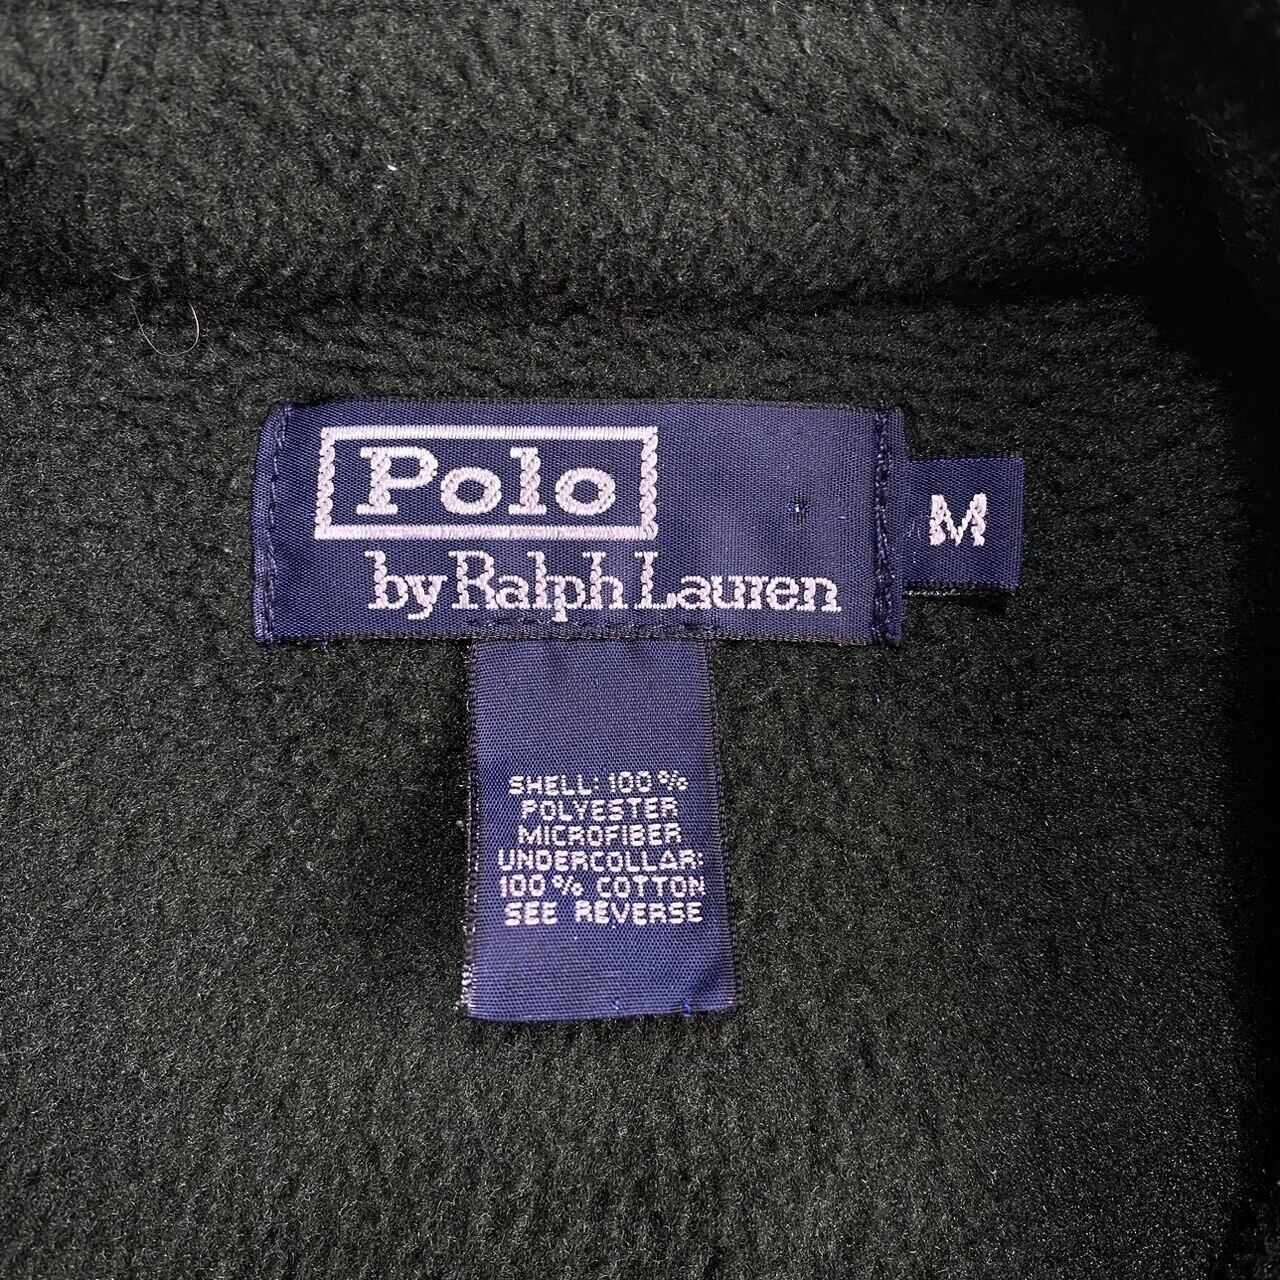 Polo
by Ralph Lauren
M
SHELL: 100%
POLYESTER
MICROFIBER
UNDERCOLLAR:
100% COTTON
SEE REVERSE